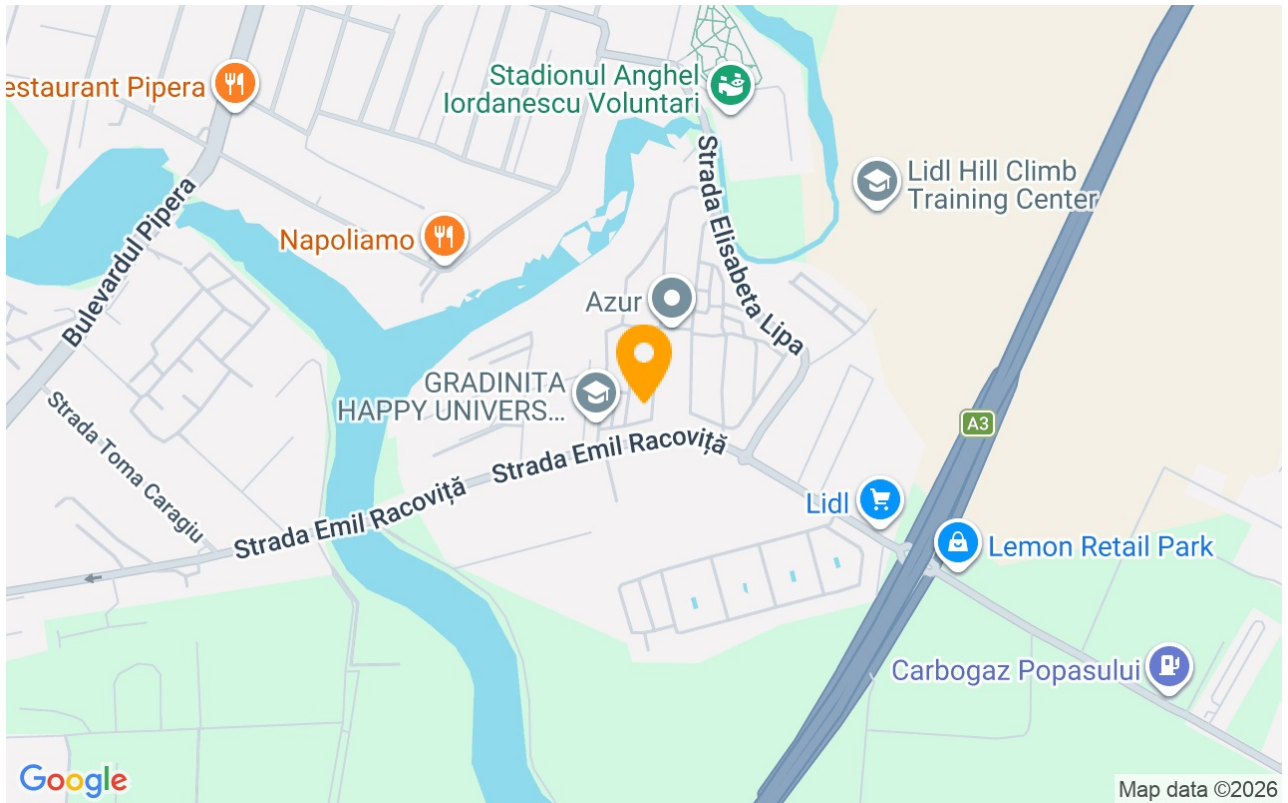 estaurant Pipera
Stadionul Anghel
Iordanescu Voluntari
Lidl Hill Climb
Training Center
Strada Elisabeta Lipa
Bulevardul Pipera
Napoliamo
Azur
GRADINITA
HAPPY UNIVERS...
Strada Toma Caragiu
Strada Emil Racoviță
Strada Emil Racoviță
A3
Lidl
Lemon Retail Park
Carbogaz Popasului
Google
Map data ©2026